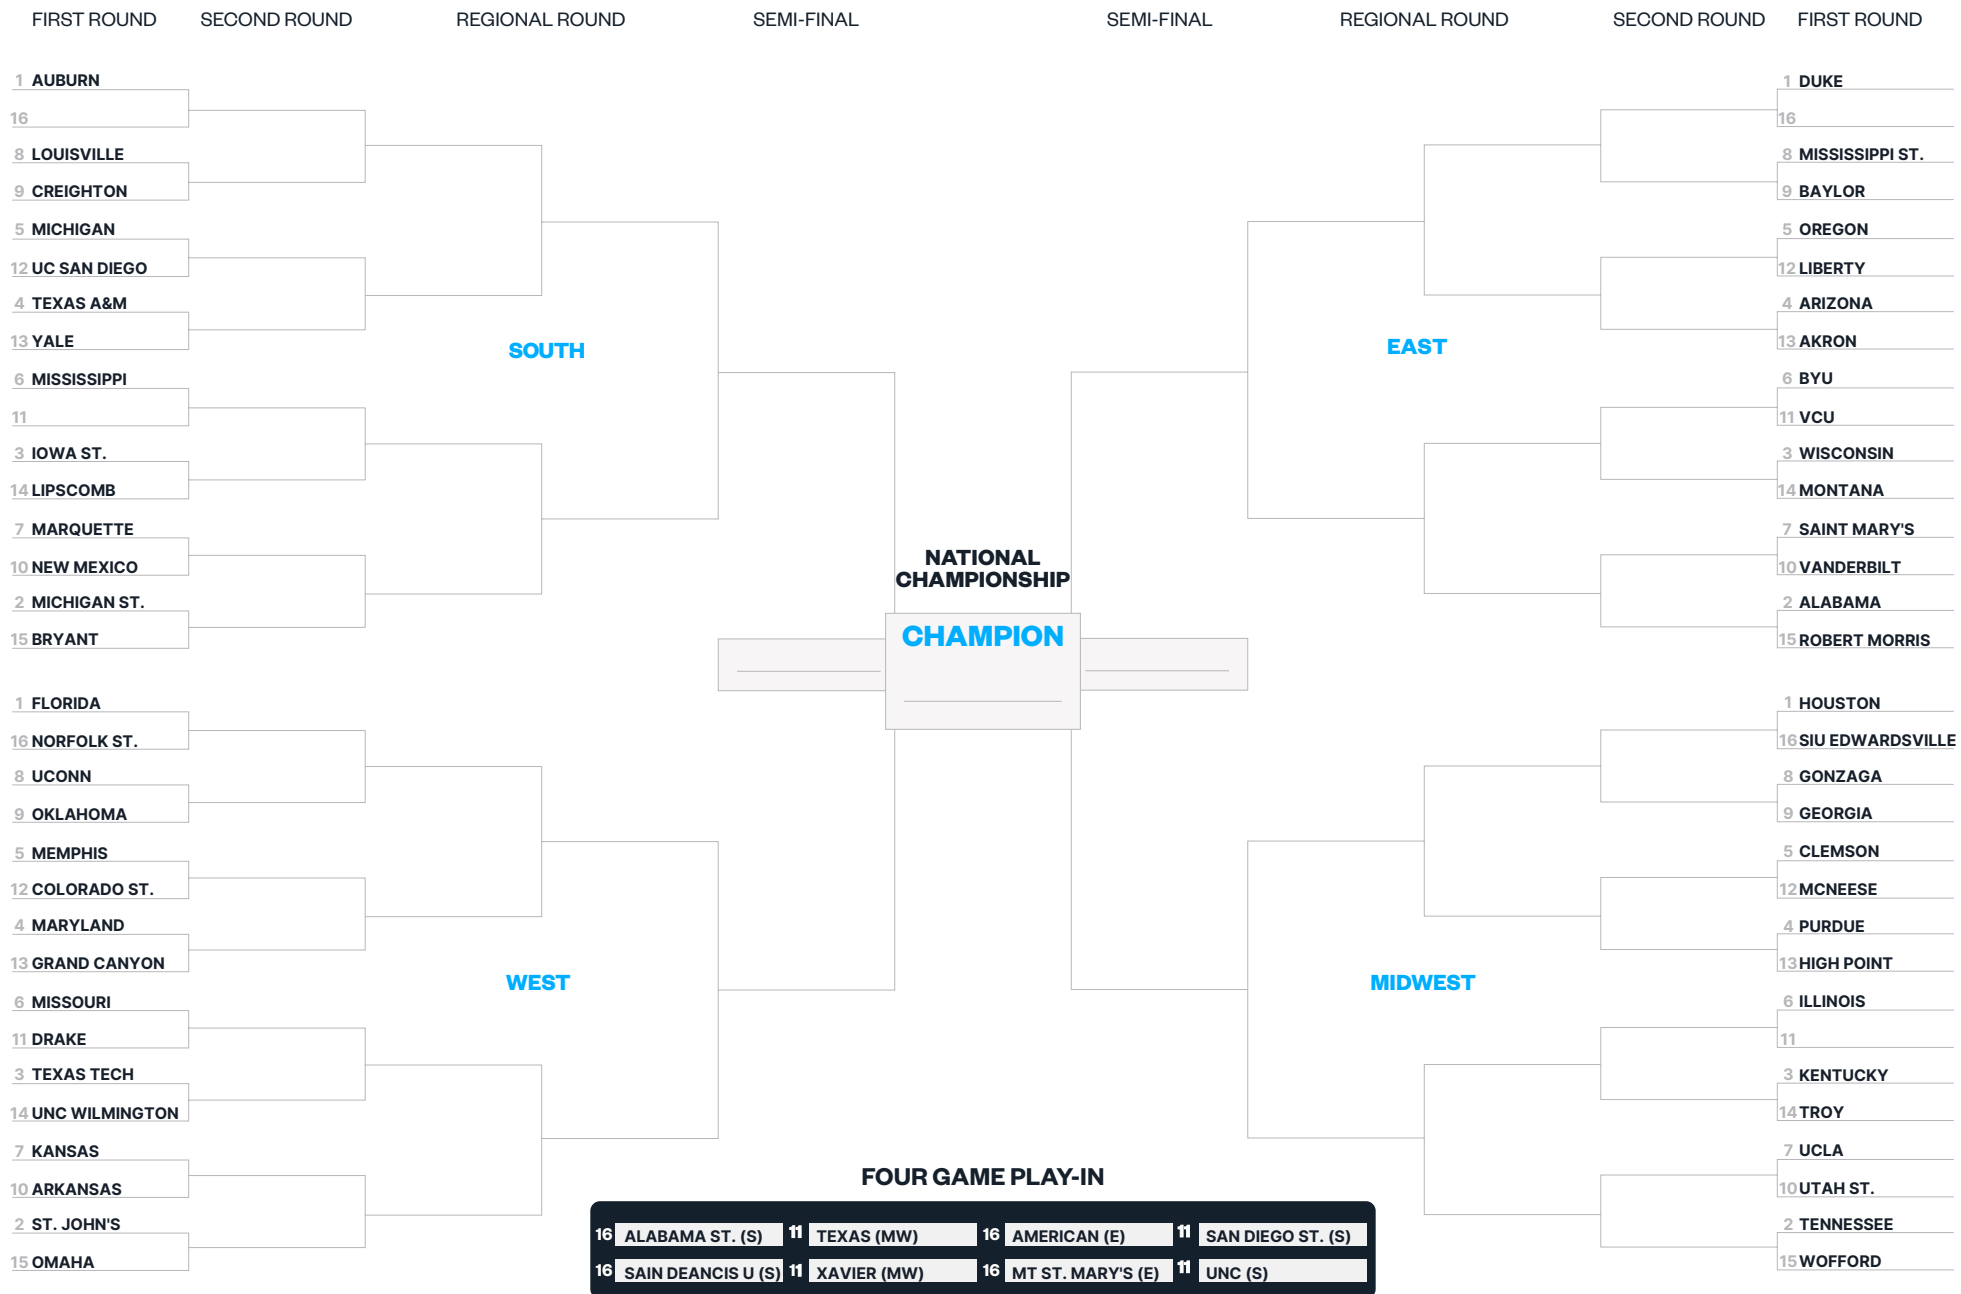 FIRST ROUND SECOND ROUND REGIONAL ROUND SEMI-FINAL SEMI-FINAL REGIONAL ROUND SECOND ROUND FIRST ROUND
1 AUBURN
16
8 LOUISVILLE
9 CREIGHTON
5 MICHIGAN
12 UC SAN DIEGO
4 TEXAS A&M
13 YALE
SOUTH
6 MISSISSIPPI
11
3 IOWA ST.
14 LIPSCOMB
7 MARQUETTE
10 NEW MEXICO
2 MICHIGAN ST.
15 BRYANT
1 FLORIDA
16 NORFOLK ST.
8 UCONN
9 OKLAHOMA
5 MEMPHIS
12 COLORADO ST.
4 MARYLAND
13 GRAND CANYON
WEST
6 MISSOURI
11 DRAKE
3 TEXAS TECH
14 UNC WILMINGTON
7 KANSAS
10 ARKANSAS
2 ST. JOHN'S
15 OMAHA
NATIONAL
CHAMPIONSHIP
CHAMPION
1 DUKE
16
8 MISSISSIPPI ST.
9 BAYLOR
5 OREGON
12 LIBERTY
4 ARIZONA
13 AKRON
EAST
6 BYU
11 VCU
3 WISCONSIN
14 MONTANA
7 SAINT MARY'S
10 VANDERBILT
2 ALABAMA
15 ROBERT MORRIS
1 HOUSTON
16 SIU EDWARDSVILLE
8 GONZAGA
9 GEORGIA
5 CLEMSON
12 MCNEESE
4 PURDUE
13 HIGH POINT
MIDWEST
6 ILLINOIS
11
3 KENTUCKY
14 TROY
7 UCLA
10 UTAH ST.
2 TENNESSEE
15 WOFFORD
FOUR GAME PLAY-IN
16 ALABAMA ST. (S) 11 TEXAS (MW) 16 AMERICAN (E) 11 SAN DIEGO ST. (S)
16 SAIN DEANCIS U (S) 11 XAVIER (MW) 16 MT ST. MARY'S (E) 11 UNC (S)